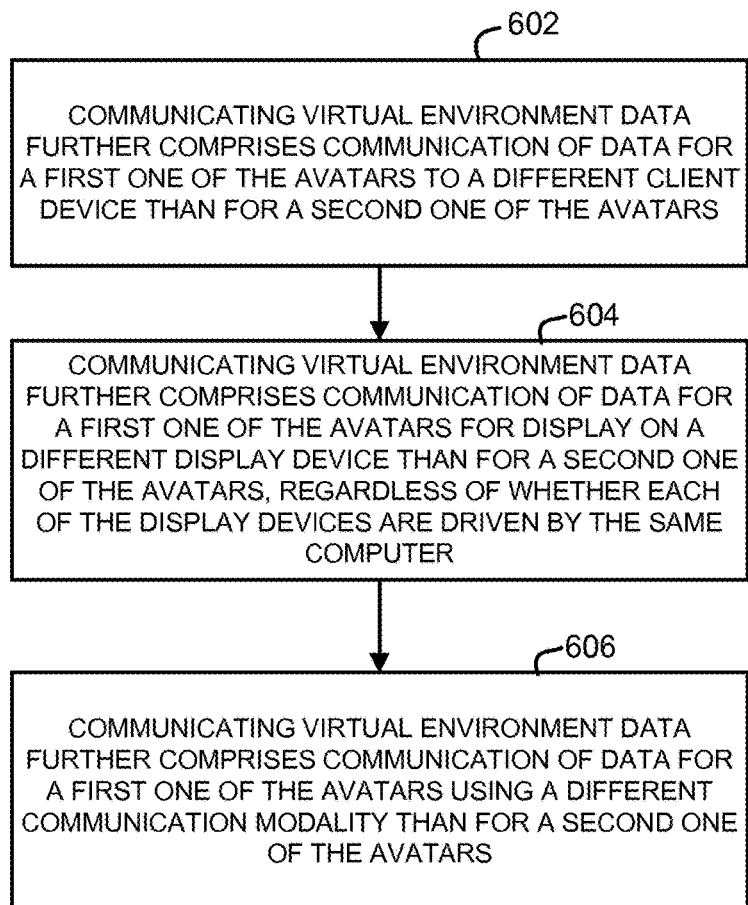 602
COMMUNICATING VIRTUAL ENVIRONMENT DATA
FURTHER COMPRISES COMMUNICATION OF DATA FOR
A FIRST ONE OF THE AVATARS TO A DIFFERENT CLIENT
DEVICE THAN FOR A SECOND ONE OF THE AVATARS
604
COMMUNICATING VIRTUAL ENVIRONMENT DATA
FURTHER COMPRISES COMMUNICATION OF DATA FOR
A FIRST ONE OF THE AVATARS FOR DISPLAY ON A
DIFFERENT DISPLAY DEVICE THAN FOR A SECOND ONE
OF THE AVATARS, REGARDLESS OF WHETHER EACH
OF THE DISPLAY DEVICES ARE DRIVEN BY THE SAME
COMPUTER
606
COMMUNICATING VIRTUAL ENVIRONMENT DATA
FURTHER COMPRISES COMMUNICATION OF DATA FOR
A FIRST ONE OF THE AVATARS USING A DIFFERENT
COMMUNICATION MODALITY THAN FOR A SECOND ONE
OF THE AVATARS